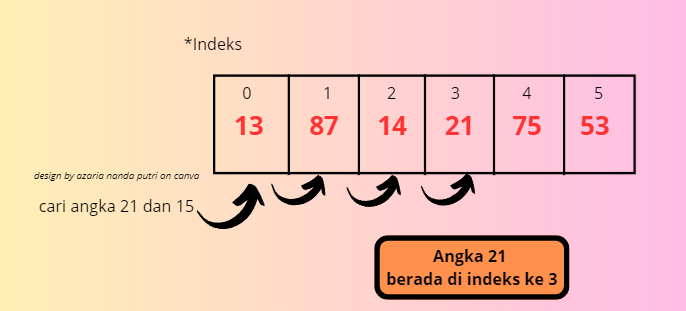 *Indeks
0 1 2 3 4 5
13 87 14 21 75 53
design by azaria nanda putri on canva
cari angka 21 dan 15
Angka 21
berada di indeks ke 3